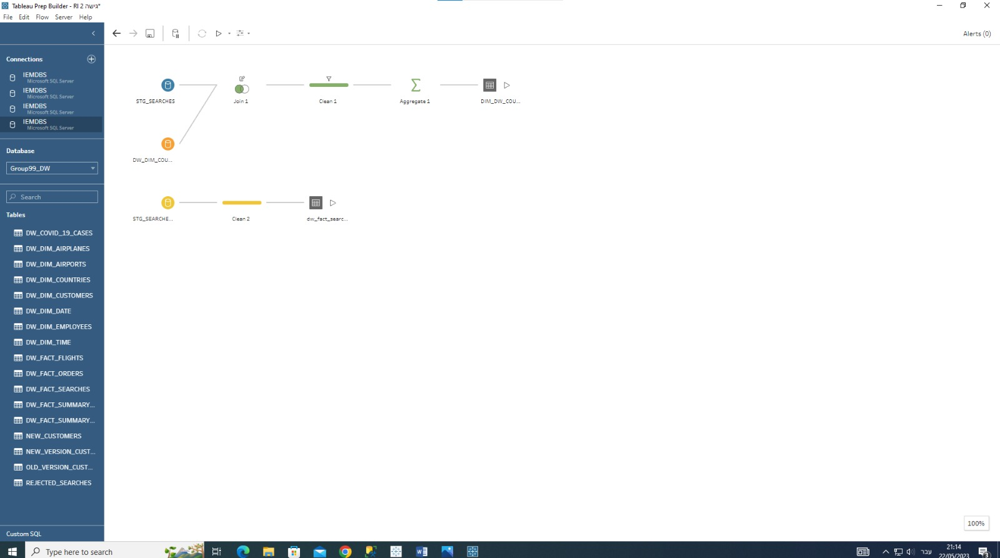 Tableau Prep Builder - RI 2 גישה*
File Edit Flow Server Help
Alerts (0)
Connections
IEMDBS
Microsoft SQL Server
IEMDBS
Microsoft SQL Server
IEMDBS
Microsoft SQL Server
IEMDBS
Microsoft SQL Server
Database
Group99_DW
Search
Tables
DW_COVID_19_CASES
DW_DIM_AIRPLANES
DW_DIM_AIRPORTS
DW_DIM_COUNTRIES
DW_DIM_CUSTOMERS
DW_DIM_DATE
DW_DIM_EMPLOYEES
DW_DIM_TIME
DW_FACT_FLIGHTS
DW_FACT_ORDERS
DW_FACT_SEARCHES
DW_FACT_SUMMARY...
DW_FACT_SUMMARY...
NEW_CUSTOMERS
NEW_VERSION_CUST...
OLD_VERSION_CUST...
REJECTED_SEARCHES
Custom SQL
STG_SEARCHES
Join 1
Clean 1
Aggregate 1
DIM_DW_COU...
DW_DIM_COU...
STG_SEARCHE...
Clean 2
dw_fact_searc...
100%
Type here to search
עבר
21:14
22/05/2023
3